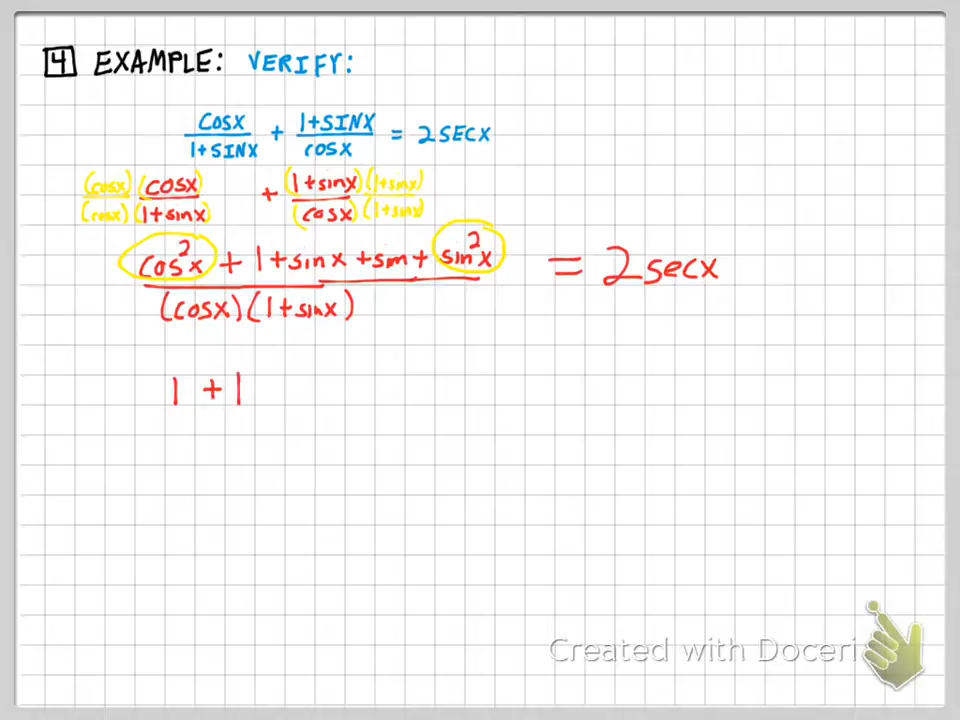 4 EXAMPLE: VERIFY:
COSX/1+SINX + 1+SINX/COSX = 2SECX
(cosx)/(cosx) (cosx)/(1+sinx) + (1+sinx)/(cosx) (1+sinx)/(1+sinx)
cos²x + 1+sinx +sin+ sin²x = 2secx
(cosx)(1+sinx)
1 + 1
Created with Doceri